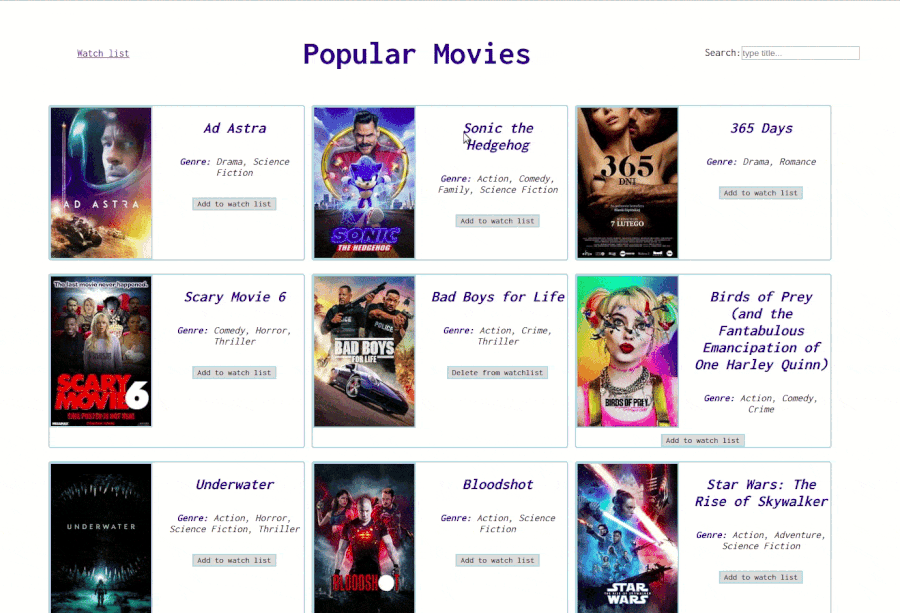 Watch list
Popular Movies
Search:
type title...
AD ASTRA
Ad Astra
Genre: Drama, Science
Fiction
Add to watch list
SONIC
THE HEDGEHOG
Sonic the
Hedgehog
Genre: Action, Comedy,
Family, Science Fiction
Add to watch list
365
DNI
7 LUTEGO
365 Days
Genre: Drama, Romance
Add to watch list
The last movie never happened.
SCARY
MOVIE 6
Scary Movie 6
Genre: Comedy, Horror,
Thriller
Add to watch list
POLICE
BAD BOYS
FOR LIFE
Bad Boys for Life
Genre: Action, Crime,
Thriller
Delete from watchlist
BIRDS OF PREY
Birds of Prey
(and the
Fantabulous
Emancipation of
One Harley Quinn)
Genre: Action, Comedy,
Crime
Add to watch list
UNDERWATER
Underwater
Genre: Action, Horror,
Science Fiction, Thriller
Add to watch list
BLOODSHOT
Bloodshot
Genre: Action, Science
Fiction
Add to watch list
STAR
WARS
Star Wars: The
Rise of Skywalker
Genre: Action, Adventure,
Science Fiction
Add to watch list